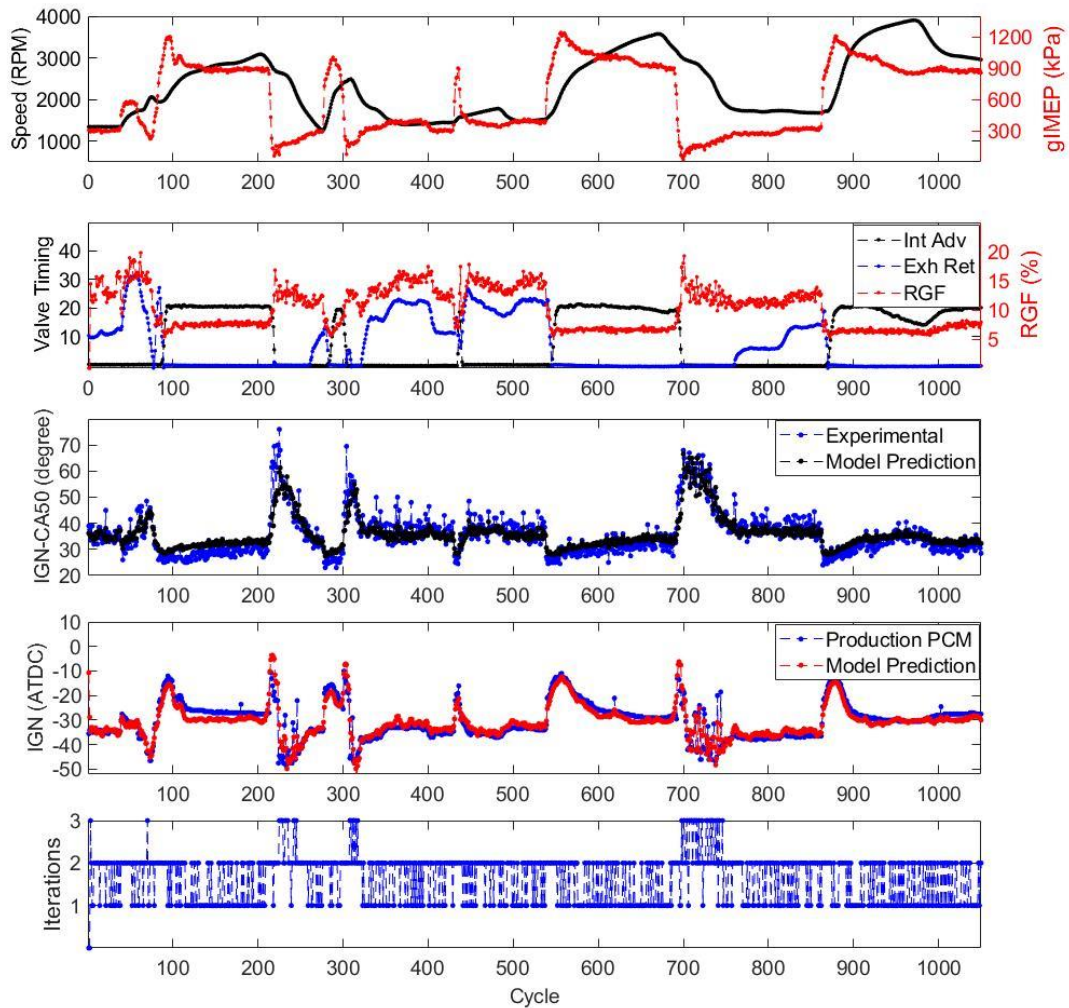 4000
3000
2000
1000
Speed (RPM)
1200
900
600
300
gIMEP (kPa)
0 100 200 300 400 500 600 700 800 900 1000
40
30
20
10
Valve Timing
Int Adv
Exh Ret
RGF
20
15
10
5
RGF (%)
0 100 200 300 400 500 600 700 800 900 1000
70
60
50
40
30
20
IGN-CA50 (degree)
Experimental
Model Prediction
100 200 300 400 500 600 700 800 900 1000
10
0
-10
-20
-30
-40
-50
IGN (ATDC)
Production PCM
Model Prediction
100 200 300 400 500 600 700 800 900 1000
3
2
1
Iterations
100 200 300 400 500 600 700 800 900 1000
Cycle